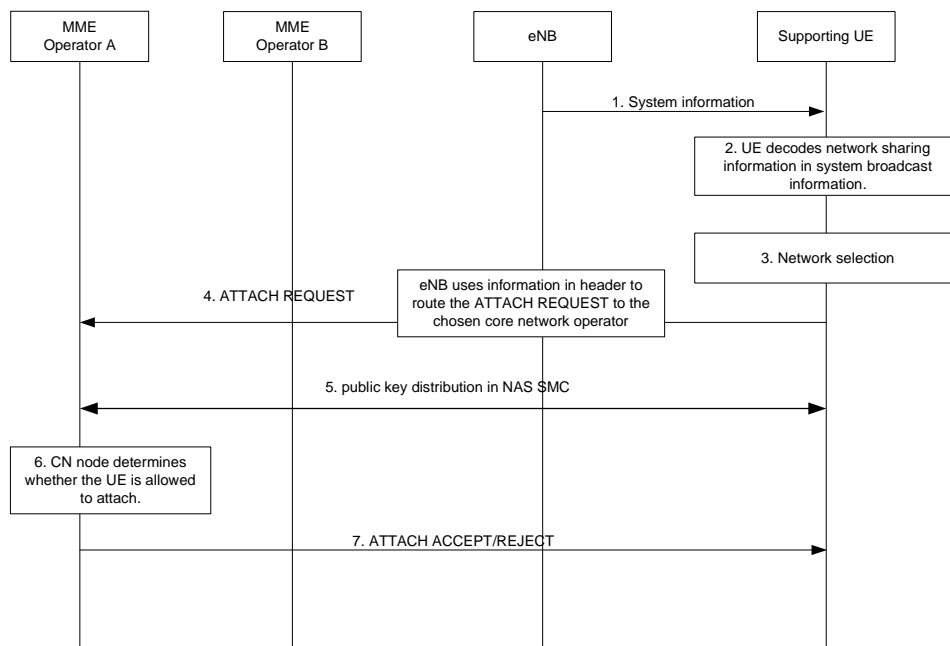 MME
Operator A
MME
Operator B
eNB
Supporting UE
1. System information
2. UE decodes network sharing
information in system broadcast
information.
3. Network selection
4. ATTACH REQUEST
eNB uses information in header to
route the ATTACH REQUEST to the
chosen core network operator
5. public key distribution in NAS SMC
6. CN node determines
whether the UE is allowed
to attach.
7. ATTACH ACCEPT/REJECT